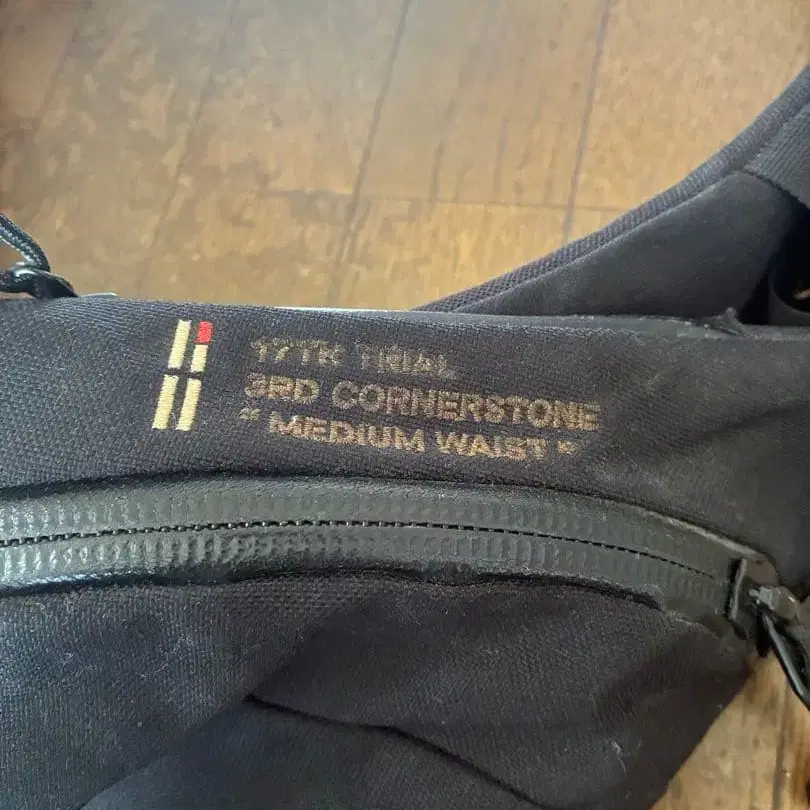 17TH TRIAL
3RD CORNERSTONE
"MEDIUM WAIST"